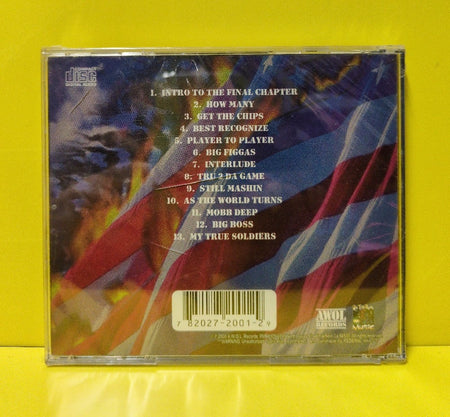 COMPACT
disc
DIGITAL AUDIO
1. INTRO TO THE FINAL CHAPTER
2. HOW MANY
3. GET THE CHIPS
4. BEST RECOGNIZE
5. PLAYER TO PLAYER
6. BIG FIGGAS
7. INTERLUDE
8. TRU 2 DA GAME
9. STILL MASHIN
10. AS THE WORLD TURNS
11. MOBB DEEP
12. BIG BOSS
13. MY TRUE SOLDIERS
7 82027-2001-2 9
AWOL
RECORDS
Music